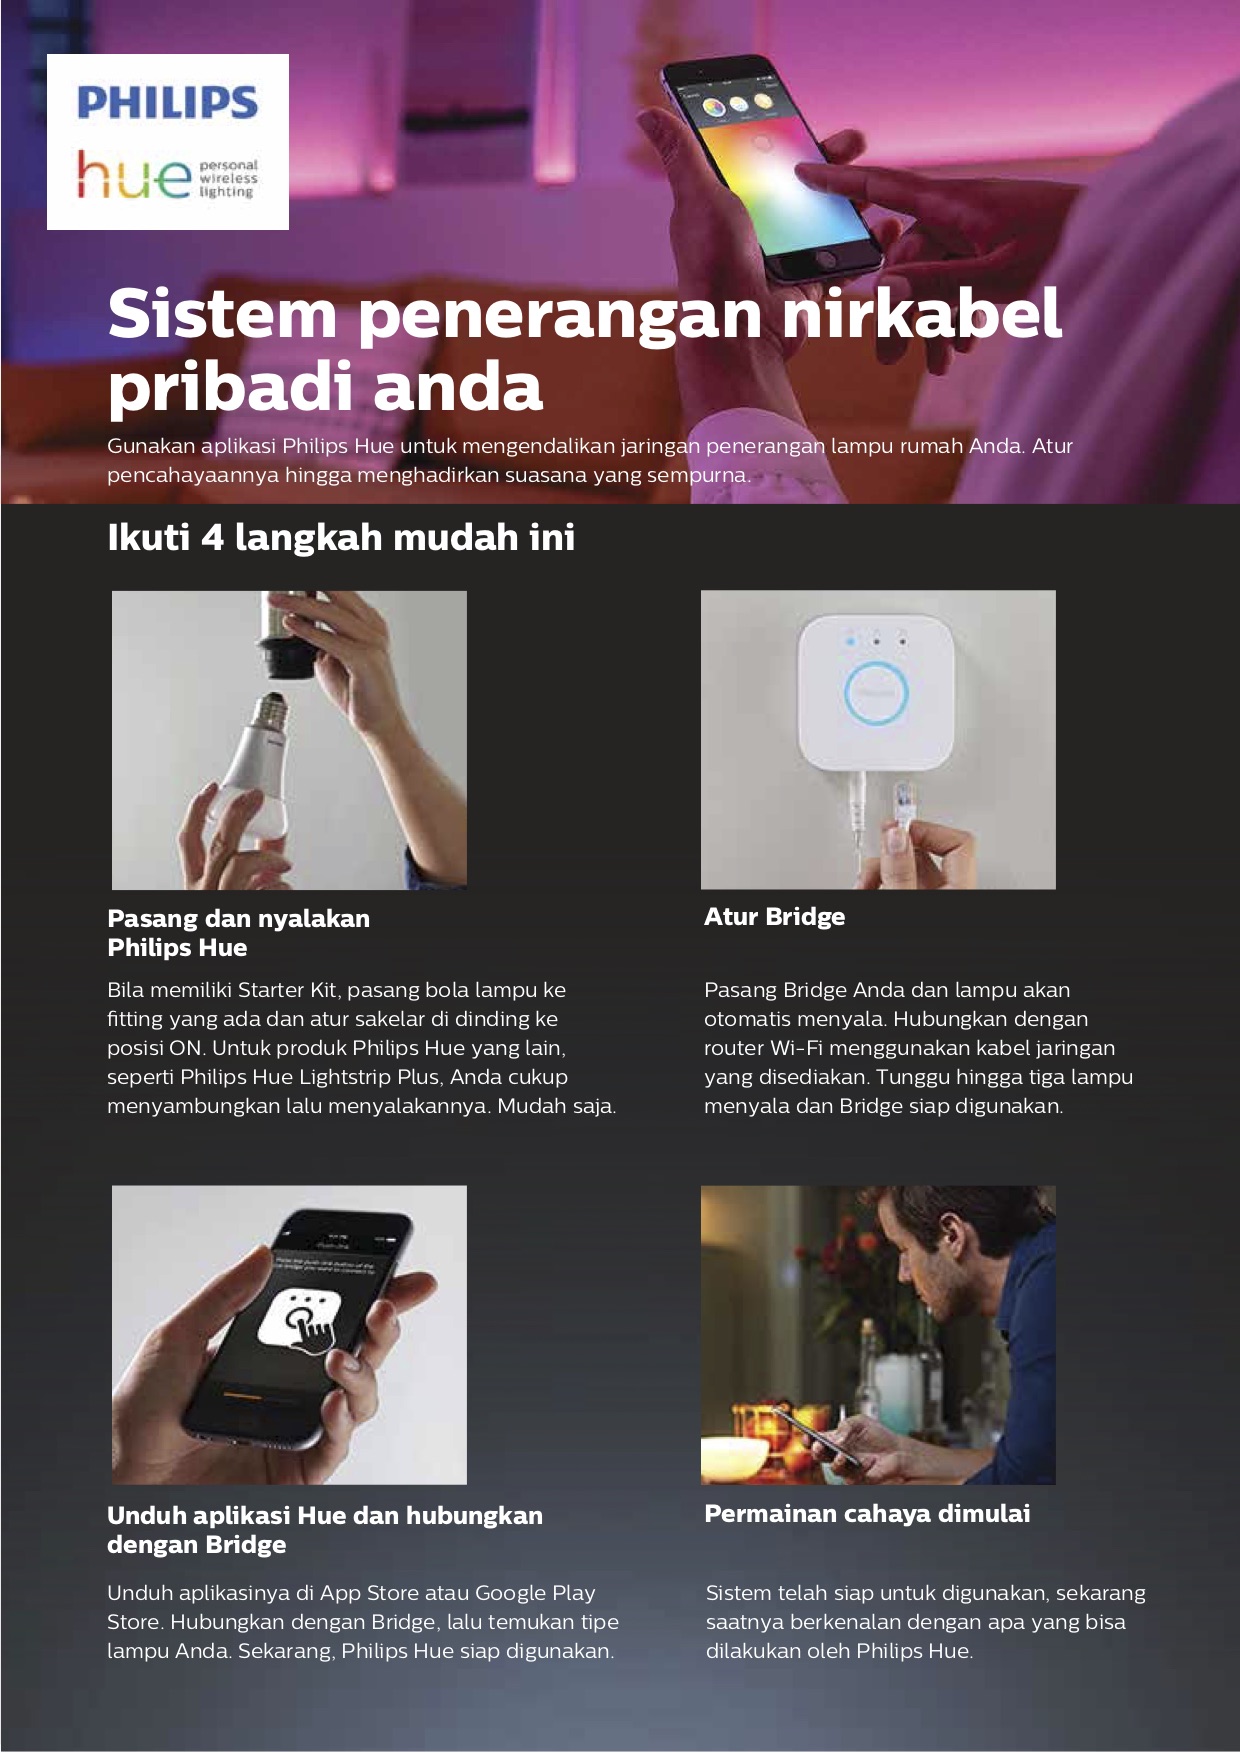 PHILIPS
hue personal wireless lighting
Sistem penerangan nirkabel
pribadi anda
Gunakan aplikasi Philips Hue untuk mengendalikan jaringan penerangan lampu rumah Anda. Atur
pencahayaannya hingga menghadirkan suasana yang sempurna.
Ikuti 4 langkah mudah ini
Pasang dan nyalakan
Philips Hue
Bila memiliki Starter Kit, pasang bola lampu ke
fitting yang ada dan atur sakelar di dinding ke
posisi ON. Untuk produk Philips Hue yang lain,
seperti Philips Hue Lightstrip Plus, Anda cukup
menyambungkan lalu menyalakannya. Mudah saja.
Atur Bridge
Pasang Bridge Anda dan lampu akan
otomatis menyala. Hubungkan dengan
router Wi-Fi menggunakan kabel jaringan
yang disediakan. Tunggu hingga tiga lampu
menyala dan Bridge siap digunakan.
Unduh aplikasi Hue dan hubungkan
dengan Bridge
Unduh aplikasinya di App Store atau Google Play
Store. Hubungkan dengan Bridge, lalu temukan tipe
lampu Anda. Sekarang, Philips Hue siap digunakan.
Permainan cahaya dimulai
Sistem telah siap untuk digunakan, sekarang
saatnya berkenalan dengan apa yang bisa
dilakukan oleh Philips Hue.